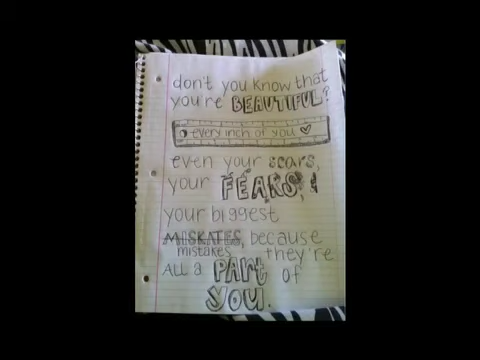 don't you know that
you're BEAUTIFUL?
every inch of you ♡
even your scars,
your FEARS, &
your biggest
MISKATES, because
mistakes they're
ALL a PART of
YOU.